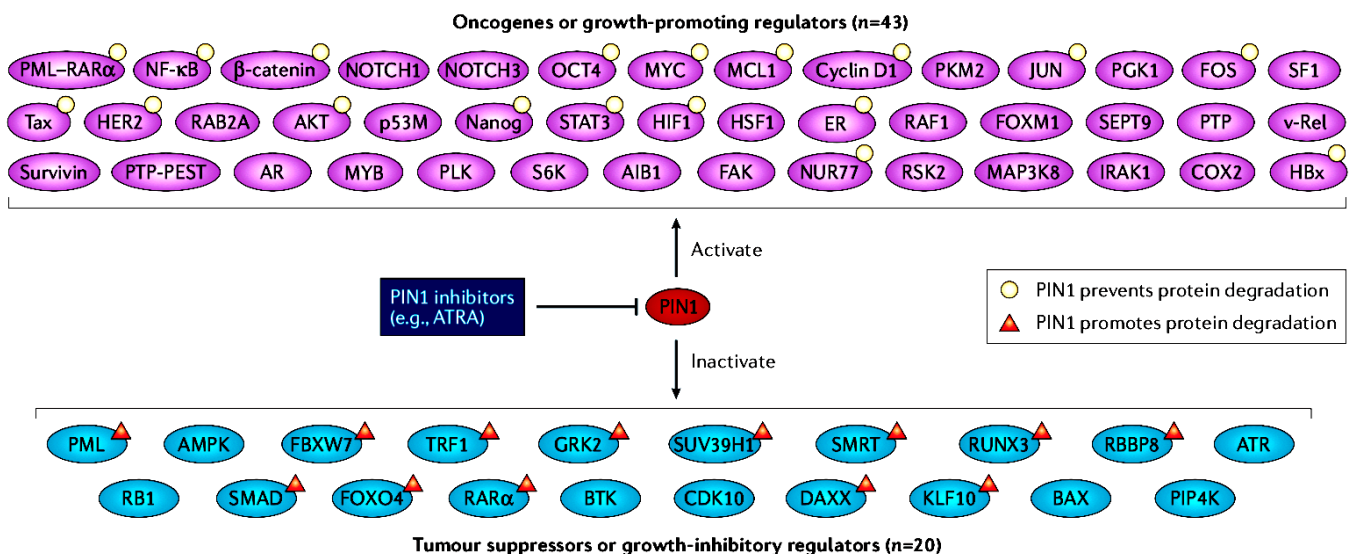 Oncogenes or growth-promoting regulators (n=43)
PML–RARα NF-κB β-catenin NOTCH1 NOTCH3 OCT4 MYC MCL1 Cyclin D1 PKM2 JUN PGK1 FOS SF1
Tax HER2 RAB2A AKT p53M Nanog STAT3 HIF1 HSF1 ER RAF1 FOXM1 SEPT9 PTP v-Rel
Survivin PTP-PEST AR MYB PLK S6K AIB1 FAK NUR77 RSK2 MAP3K8 IRAK1 COX2 HBx
Activate
PIN1 inhibitors
(e.g., ATRA)
PIN1
PIN1 prevents protein degradation
PIN1 promotes protein degradation
Inactivate
PML AMPK FBXW7 TRF1 GRK2 SUV39H1 SMRT RUNX3 RBBP8 ATR
RB1 SMAD FOXO4 RARα BTK CDK10 DAXX KLF10 BAX PIP4K
Tumour suppressors or growth-inhibitory regulators (n=20)